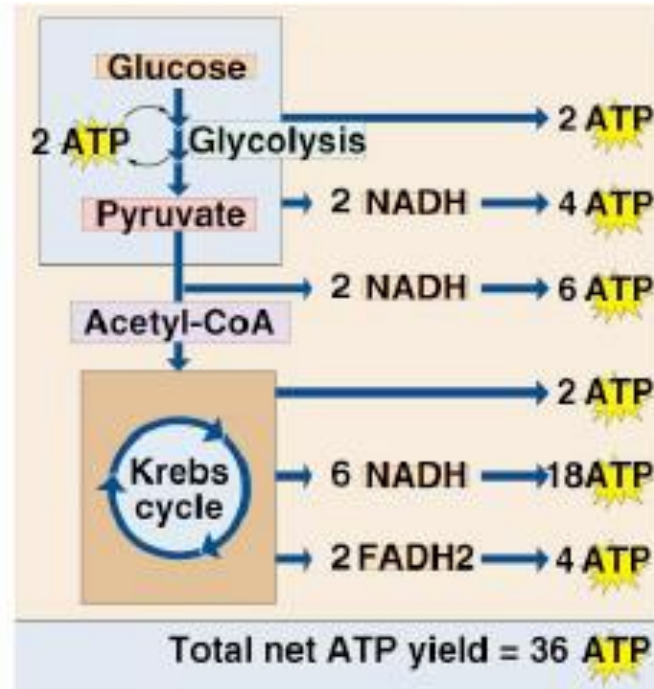 Glucose
2 ATP
Glycolysis
2 ATP
Pyruvate
2 NADH
4 ATP
2 NADH
6 ATP
Acetyl-CoA
2 ATP
Krebs
cycle
6 NADH
18ATP
2 FADH2
4 ATP
Total net ATP yield = 36 ATP